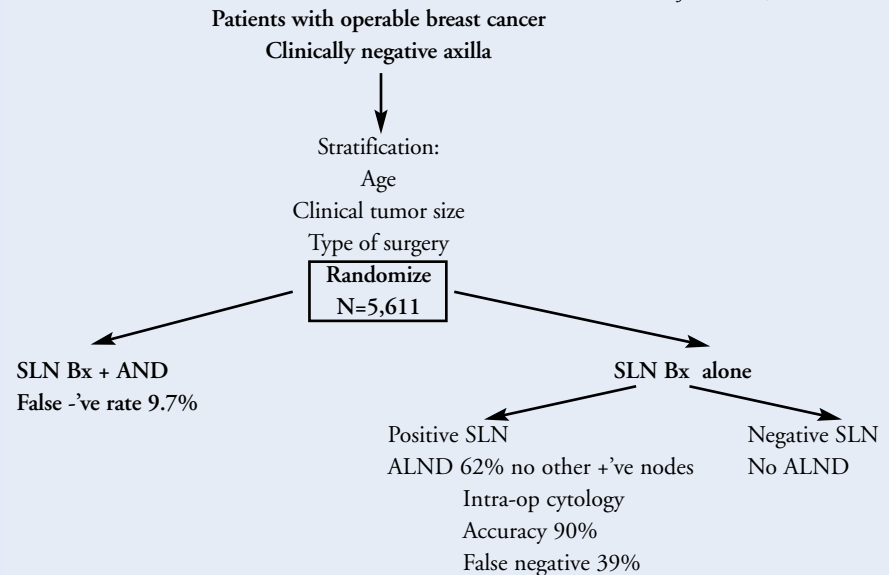 Patients with operable breast cancer
Clinically negative axilla
Stratification:
Age
Clinical tumor size
Type of surgery
Randomize
N=5,611
SLN Bx + AND
False -’ve rate 9.7%
SLN Bx alone
Positive SLN
ALND 62% no other +’ve nodes
Intra-op cytology
Accuracy 90%
False negative 39%
Negative SLN
No ALND